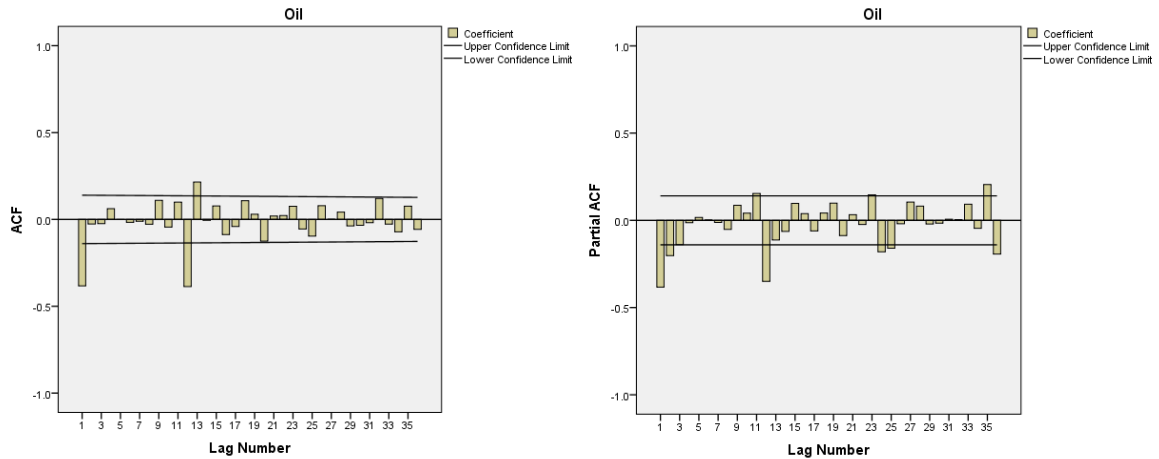 Oil
Coefficient
Upper Confidence Limit
Lower Confidence Limit
1.0
0.5
0.0
-0.5
-1.0
ACF
1 3 5 7 9 11 13 15 17 19 21 23 25 27 29 31 33 35
Lag Number
Oil
Coefficient
Upper Confidence Limit
Lower Confidence Limit
1.0
0.5
0.0
-0.5
-1.0
Partial ACF
1 3 5 7 9 11 13 15 17 19 21 23 25 27 29 31 33 35
Lag Number